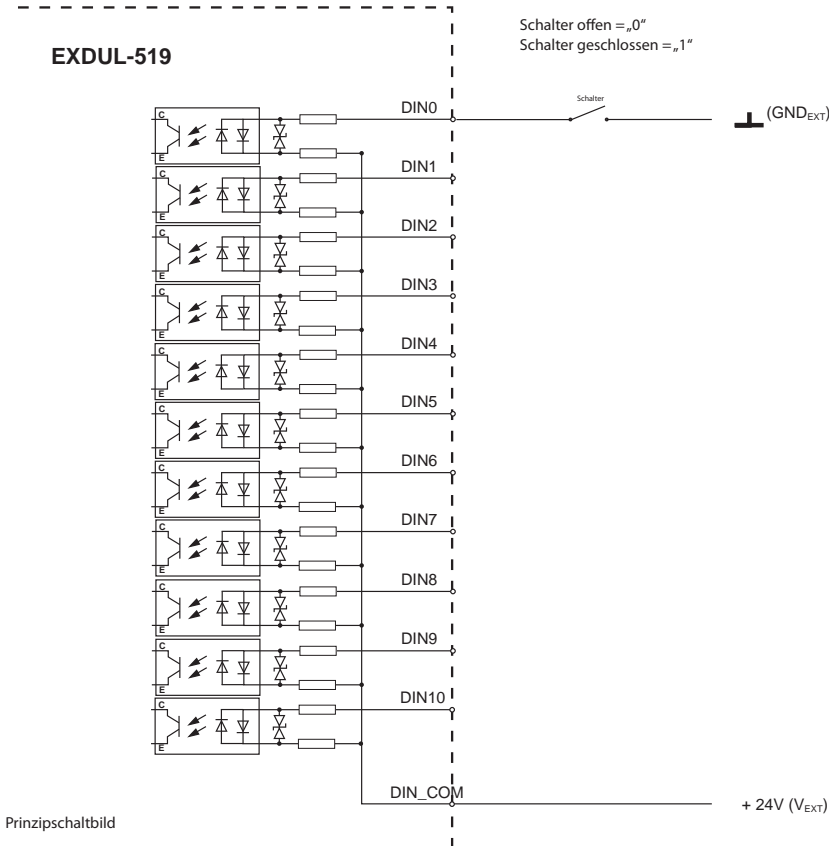 Schalter offen =„0“
Schalter geschlossen =„1“
EXDUL-519
Schalter
DIN0
(GNDEXT)
C
E
DIN1
C
E
DIN2
C
E
DIN3
C
E
DIN4
C
E
DIN5
C
E
DIN6
C
E
DIN7
C
E
DIN8
C
E
DIN9
C
E
DIN10
C
E
DIN_COM
+ 24V (VEXT)
Prinzipschaltbild